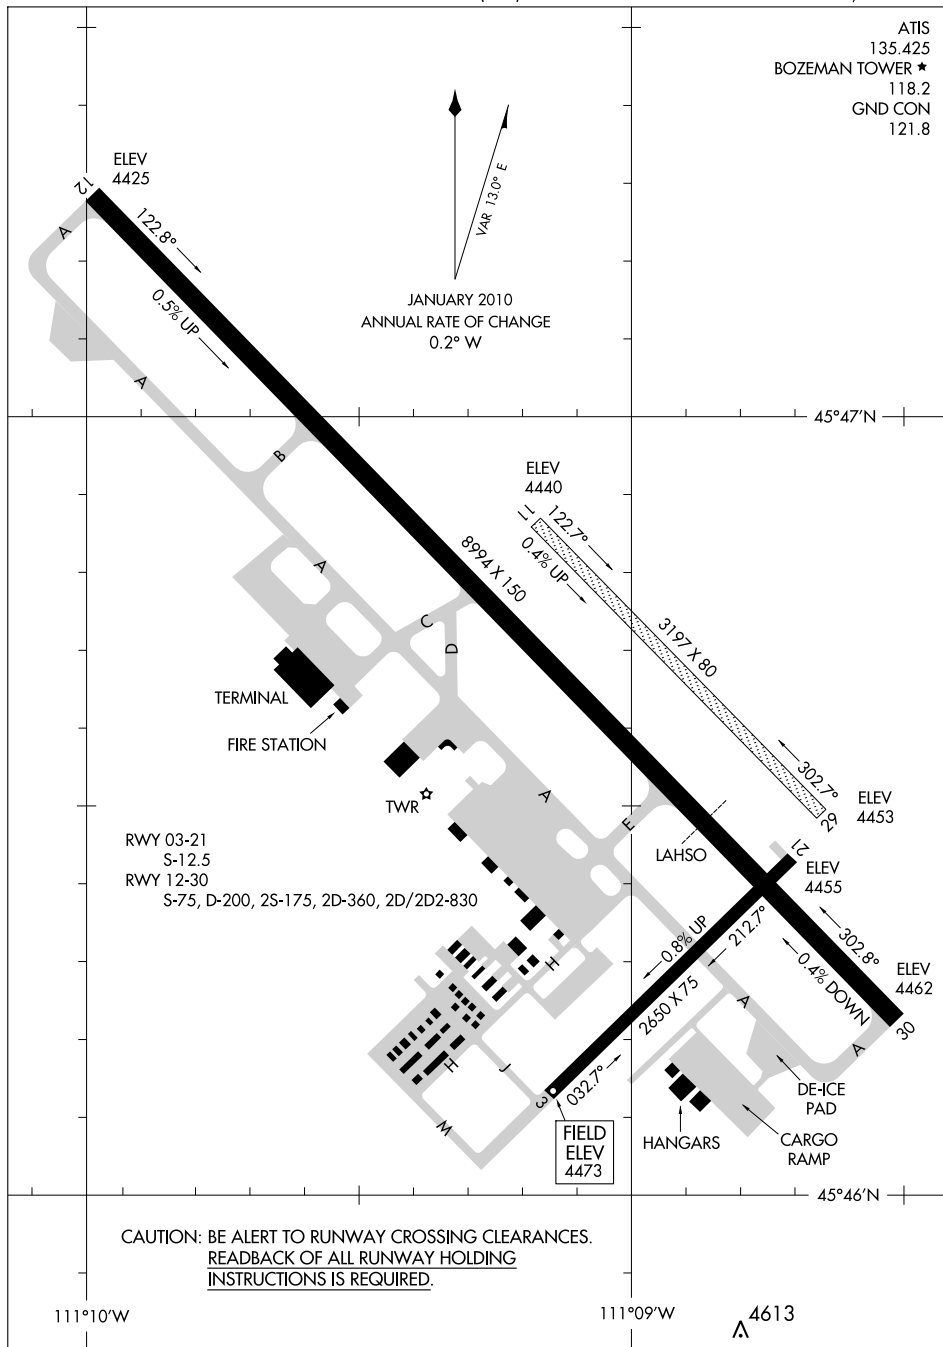 ATIS
135.425
BOZEMAN TOWER ★
118.2
GND CON
121.8
ELEV
4425
12
A
122.8°
0.5% UP
VAR 13.0° E
JANUARY 2010
ANNUAL RATE OF CHANGE
0.2° W
A
45°47'N
B
ELEV
4440
11
122.7°
0.4% UP
8994 X 150
A
3197 X 80
C
D
TERMINAL
FIRE STATION
302.7°
29
ELEV
4453
TWR
A
E
LAHSO
21
ELEV
4455
RWY 03-21
S-12.5
RWY 12-30
S-75, D-200, 2S-175, 2D-360, 2D/2D2-830
0.8% UP
212.7°
302.8°
0.4% DOWN
ELEV
4462
30
H
2650 X 75
A
A
H
J
032.7°
3
W
FIELD
ELEV
4473
HANGARS
DE-ICE
PAD
CARGO
RAMP
45°46'N
CAUTION: BE ALERT TO RUNWAY CROSSING CLEARANCES.
READBACK OF ALL RUNWAY HOLDING
INSTRUCTIONS IS REQUIRED.
111°10'W
111°09'W
4613